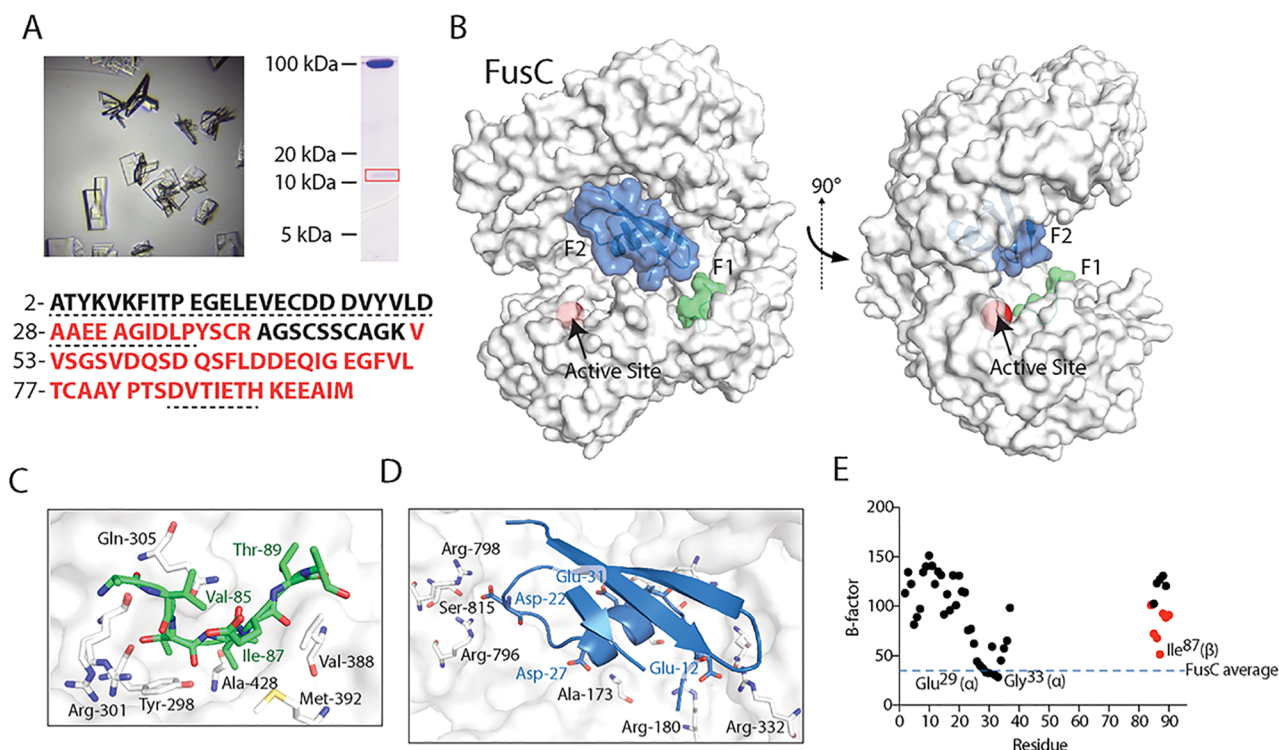 A
100 kDa
20 kDa
10 kDa
5 kDa
2- ATYKVKFITP EGELEVECDD DVYVLD
28- AAEE AGIDLPYSCR AGSCSSCAGK V
53- VSGSVDQSD QSFLDDEQIG EGFVL
77- TCAAY PTSDVTIETH KEEAIM
B
FusC
F2
F1
Active Site
90°
F2
F1
Active Site
C
Gln-305
Thr-89
Val-85
Ile-87
Val-388
Ala-428
Arg-301
Tyr-298
Met-392
D
Arg-798
Glu-31
Ser-815
Asp-22
Arg-796
Asp-27
Glu-12
Ala-173
Arg-180
Arg-332
E
200
150
100
50
0
B-factor
Ile87(β)
FusC average
Glu29 (α)
Gly33 (α)
0 10 20 30 40 50 60 70 80 90
Residue